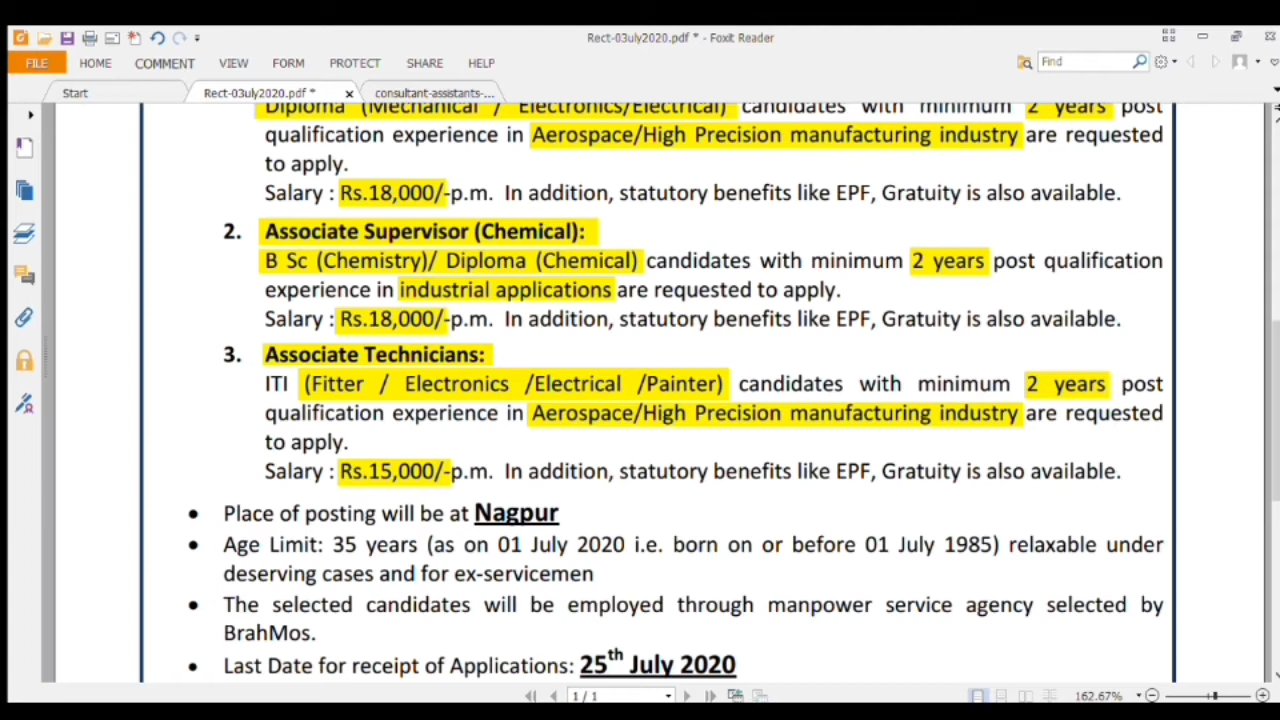 Rect-03uly2020.pdf * - Foxit Reader
FILE HOME COMMENT VIEW FORM PROTECT SHARE HELP Find
Start Rect-03uly2020.pdf * x consultant-assistants-...
Diploma (Mechanical / Electronics/Electrical) candidates with minimum 2 years post
qualification experience in Aerospace/High Precision manufacturing industry are requested
to apply.
Salary : Rs.18,000/-p.m. In addition, statutory benefits like EPF, Gratuity is also available.
2. Associate Supervisor (Chemical):
B Sc (Chemistry)/ Diploma (Chemical) candidates with minimum 2 years post qualification
experience in industrial applications are requested to apply.
Salary : Rs.18,000/-p.m. In addition, statutory benefits like EPF, Gratuity is also available.
3. Associate Technicians:
ITI (Fitter / Electronics /Electrical /Painter) candidates with minimum 2 years post
qualification experience in Aerospace/High Precision manufacturing industry are requested
to apply.
Salary : Rs.15,000/-p.m. In addition, statutory benefits like EPF, Gratuity is also available.
• Place of posting will be at Nagpur
• Age Limit: 35 years (as on 01 July 2020 i.e. born on or before 01 July 1985) relaxable under
deserving cases and for ex-servicemen
• The selected candidates will be employed through manpower service agency selected by
BrahMos.
• Last Date for receipt of Applications: 25th July 2020
1 / 1 162.67%